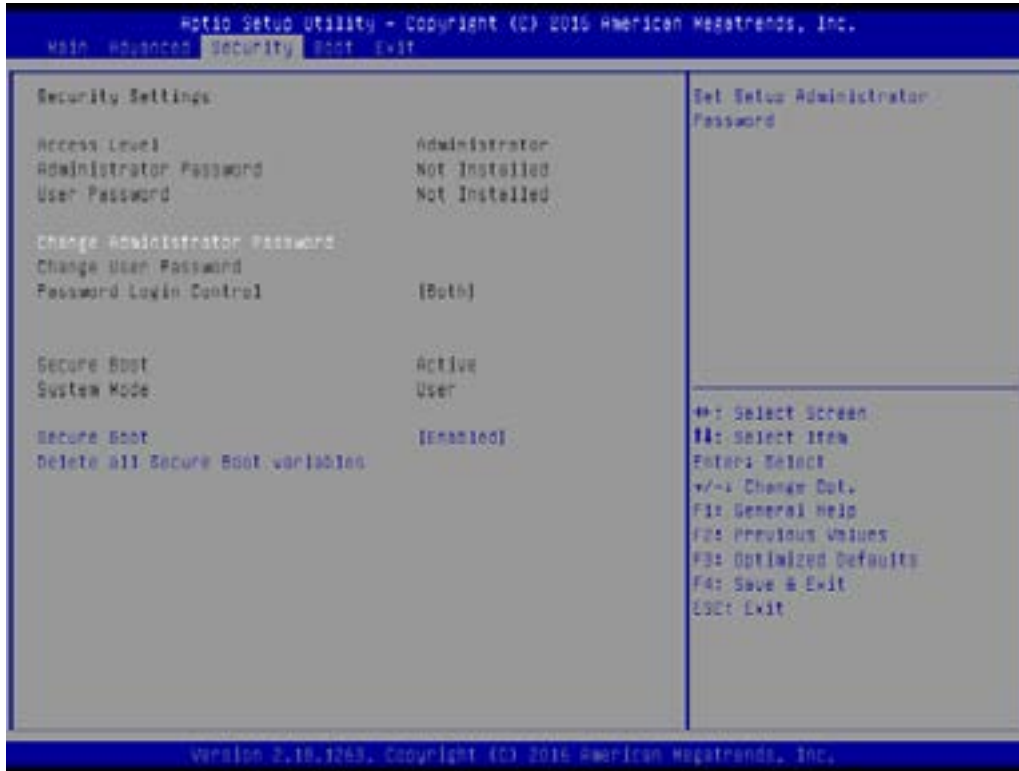 Aptio Setup Utility - Copyright (C) 2016 American Megatrends, Inc.
Main Advanced Security Boot Exit
Security Settings
Access Level Administrator
Administrator Password Not Installed
User Password Not Installed
Change Administrator Password
Change User Password
Password Login Control [Both]
Secure Boot Active
System Mode User
Secure Boot [Enabled]
Delete all Secure Boot variables
Set Setup Administrator
Password
↔: Select Screen
↑↓: Select Item
Enter: Select
+/-: Change Opt.
F1: General Help
F2: Previous Values
F3: Optimized Defaults
F4: Save & Exit
ESC: Exit
Version 2.18.1263. Copyright (C) 2016 American Megatrends, Inc.